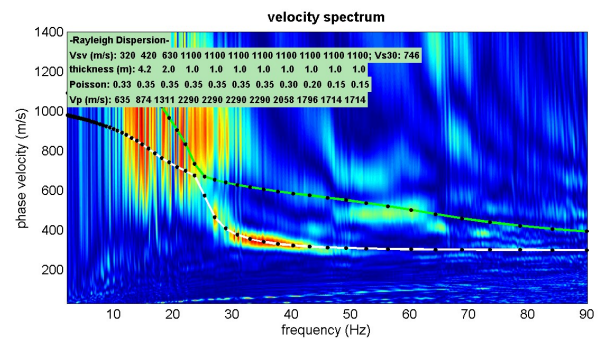 velocity spectrum
-Rayleigh Dispersion-
Vsv (m/s): 320 420 630 1100 1100 1100 1100 1100 1100 1100 1100; Vs30: 746
thickness (m): 4.2 2.0 1.0 1.0 1.0 1.0 1.0 1.0 1.0 1.0
Poisson: 0.33 0.35 0.35 0.35 0.35 0.35 0.35 0.30 0.20 0.15 0.15
Vp (m/s): 635 874 1311 2290 2290 2290 2290 2058 1796 1714 1714
1400
1200
1000
800
600
400
200
phase velocity (m/s)
10 20 30 40 50 60 70 80 90
frequency (Hz)